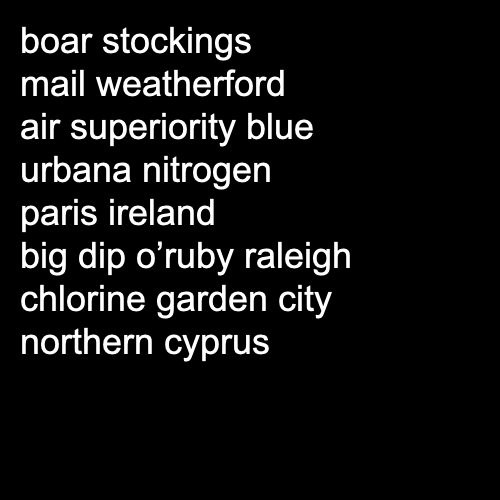 boar stockings
mail weatherford
air superiority blue
urbana nitrogen
paris ireland
big dip o’ruby raleigh
chlorine garden city
northern cyprus